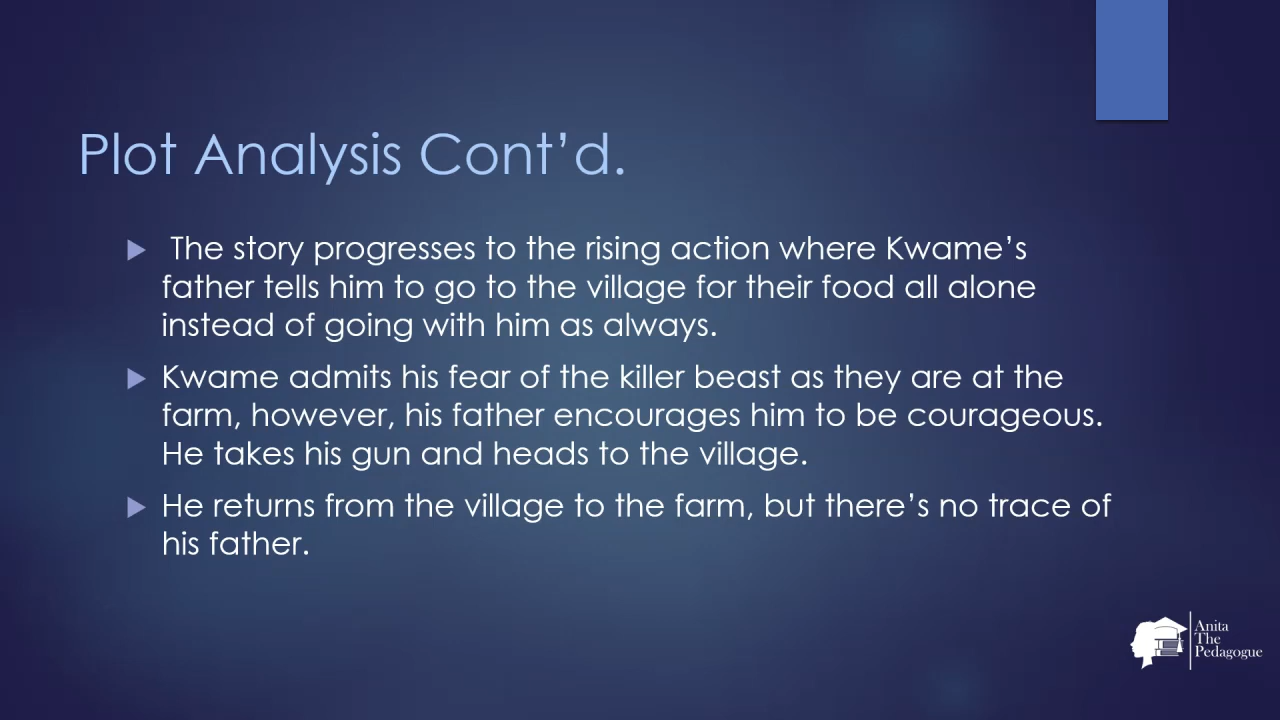 Plot Analysis Cont’d.
The story progresses to the rising action where Kwame’s
father tells him to go to the village for their food all alone
instead of going with him as always.
Kwame admits his fear of the killer beast as they are at the
farm, however, his father encourages him to be courageous.
He takes his gun and heads to the village.
He returns from the village to the farm, but there’s no trace of
his father.
Anita
The
Pedagogue